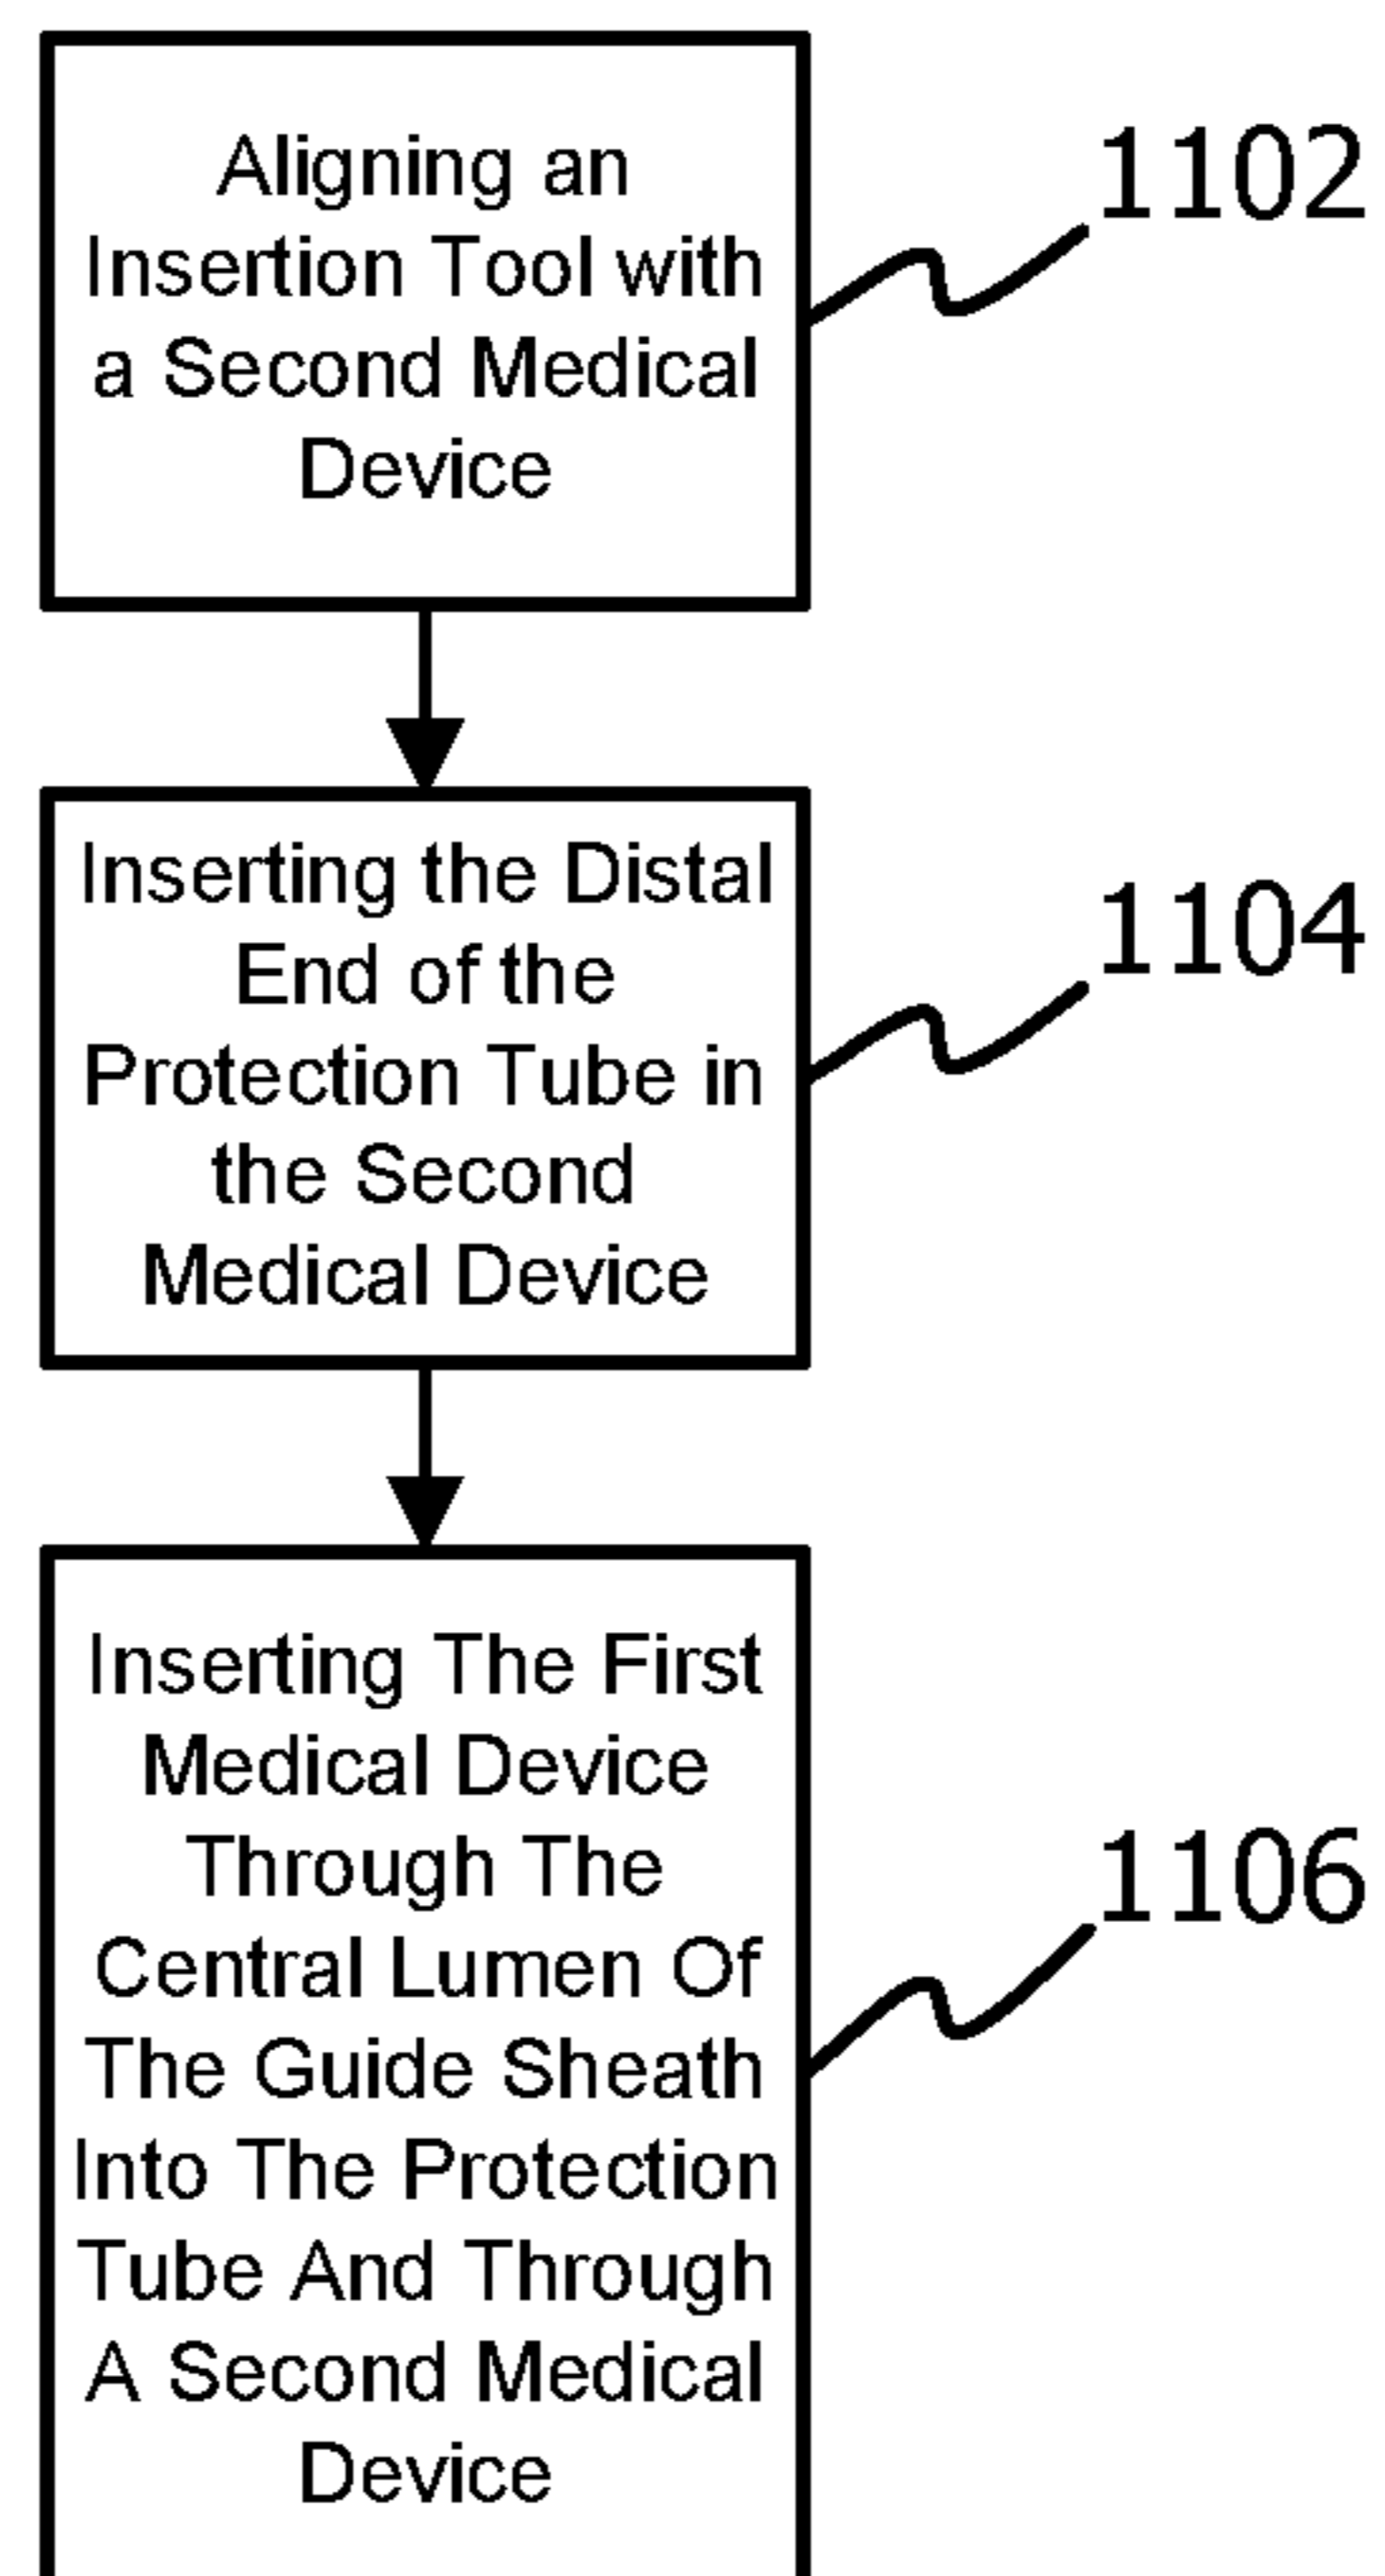 Aligning an
Insertion Tool with
a Second Medical
Device
1102
Inserting the Distal
End of the
Protection Tube in
the Second
Medical Device
1104
Inserting The First
Medical Device
Through The
Central Lumen Of
The Guide Sheath
Into The Protection
Tube And Through
A Second Medical
Device
1106